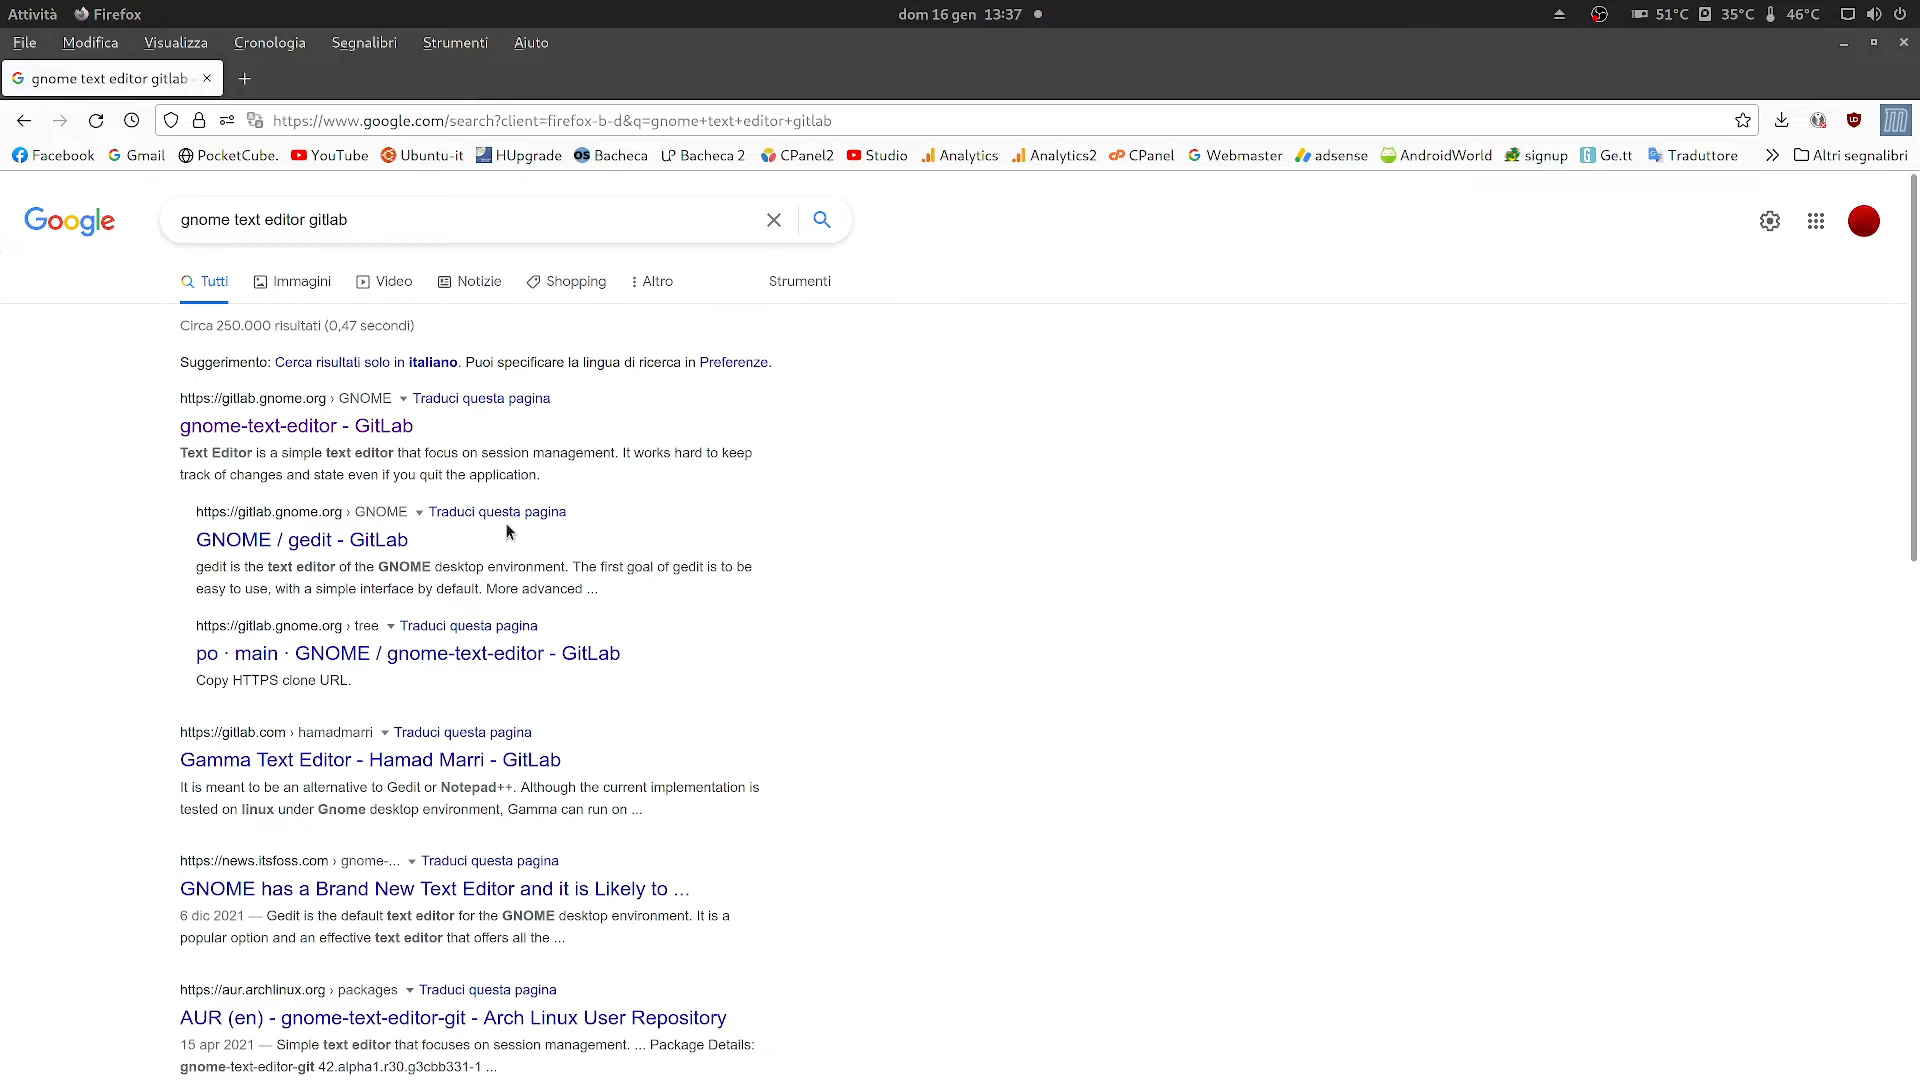 Attività Firefox dom 16 gen 13:37 51°C 35°C 46°C
File Modifica Visualizza Cronologia Segnalibri Strumenti Aiuto
gnome text editor gitlab
https://www.google.com/search?client=firefox-b-d&q=gnome+text+editor+gitlab
Facebook Gmail PocketCube. YouTube Ubuntu-it HUpgrade Bacheca Bacheca 2 CPanel2 Studio Analytics Analytics2 CPanel Webmaster adsense AndroidWorld signup Ge.tt Traduttore Altri segnalibri
Google gnome text editor gitlab
Tutti Immagini Video Notizie Shopping Altro Strumenti
Circa 250.000 risultati (0,47 secondi)
Suggerimento: Cerca risultati solo in italiano. Puoi specificare la lingua di ricerca in Preferenze.
https://gitlab.gnome.org › GNOME Traduci questa pagina
gnome-text-editor - GitLab
Text Editor is a simple text editor that focus on session management. It works hard to keep
track of changes and state even if you quit the application.
https://gitlab.gnome.org › GNOME Traduci questa pagina
GNOME / gedit - GitLab
gedit is the text editor of the GNOME desktop environment. The first goal of gedit is to be
easy to use, with a simple interface by default. More advanced ...
https://gitlab.gnome.org › tree Traduci questa pagina
po · main · GNOME / gnome-text-editor - GitLab
Copy HTTPS clone URL.
https://gitlab.com › hamadmarri Traduci questa pagina
Gamma Text Editor - Hamad Marri - GitLab
It is meant to be an alternative to Gedit or Notepad++. Although the current implementation is
tested on linux under Gnome desktop environment, Gamma can run on ...
https://news.itsfoss.com › gnome-... Traduci questa pagina
GNOME has a Brand New Text Editor and it is Likely to ...
6 dic 2021 — Gedit is the default text editor for the GNOME desktop environment. It is a
popular option and an effective text editor that offers all the ...
https://aur.archlinux.org › packages Traduci questa pagina
AUR (en) - gnome-text-editor-git - Arch Linux User Repository
15 apr 2021 — Simple text editor that focuses on session management. ... Package Details:
gnome-text-editor-git 42.alpha1.r30.g3cbb331-1 ...